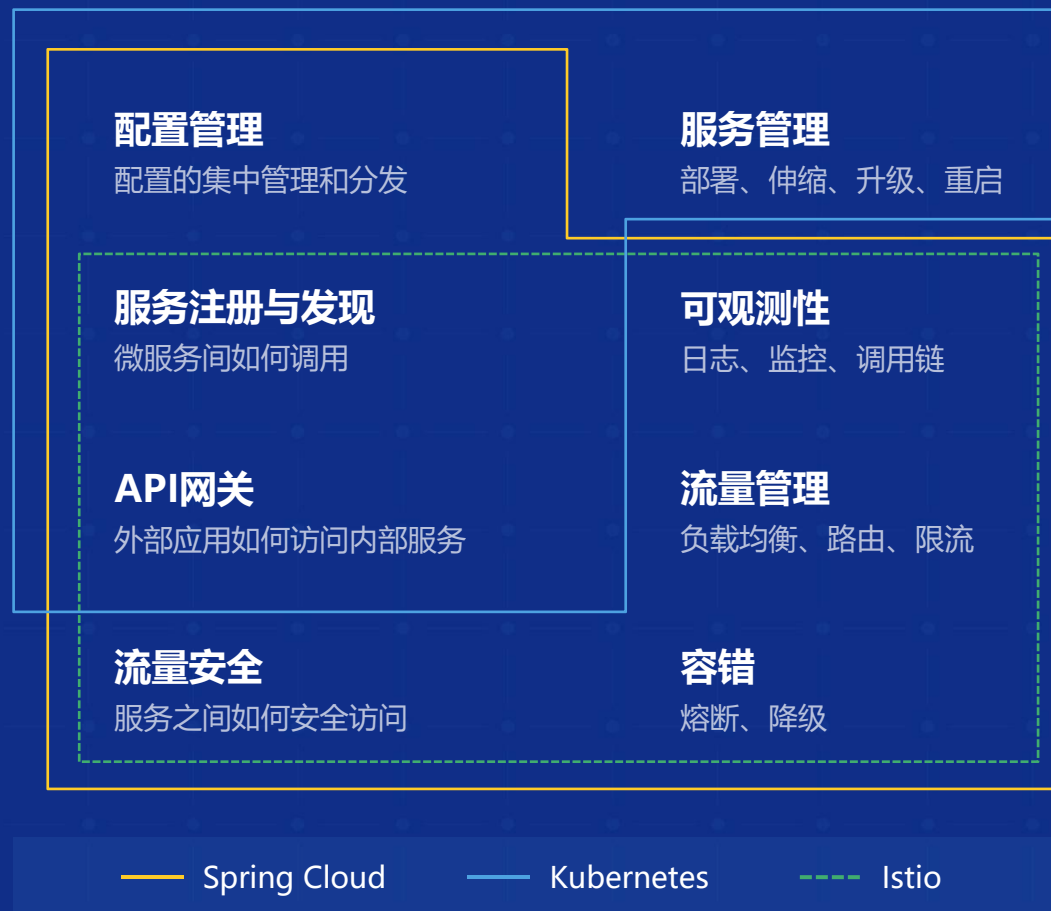 配置管理
配置的集中管理和分发
服务管理
部署、伸缩、升级、重启
服务注册与发现
微服务间如何调用
可观测性
日志、监控、调用链
API网关
外部应用如何访问内部服务
流量管理
负载均衡、路由、限流
流量安全
服务之间如何安全访问
容错
熔断、降级
Spring Cloud
Kubernetes
Istio